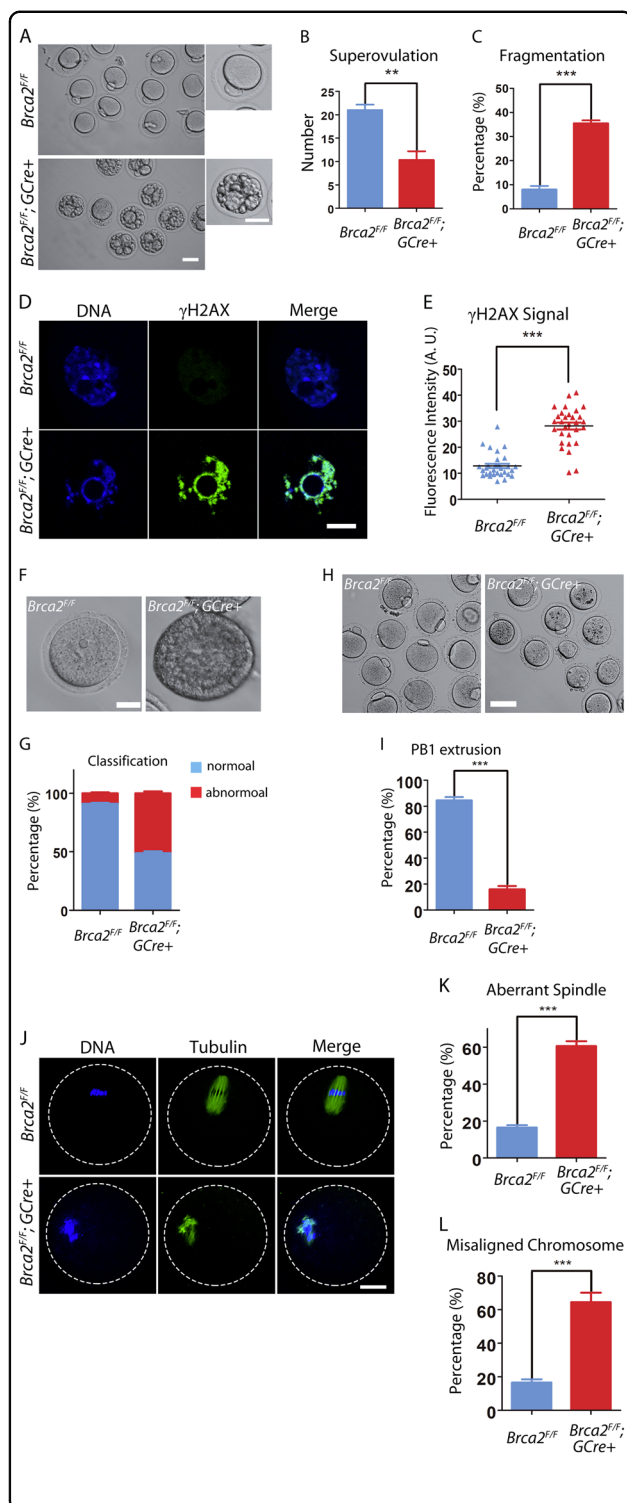 A
Brca2F/F
Brca2F/F; GCre+
B
Superovulation
**
Number
25
20
15
10
5
0
Brca2F/F
Brca2F/F;
GCre+
C
Fragmentation
***
Percentage (%)
50
40
30
20
10
0
Brca2F/F
Brca2F/F;
GCre+
D
DNA
γH2AX
Merge
Brca2F/F
Brca2F/F; GCre+
E
γH2AX Signal
***
Fluorescence Intensity (A. U.)
50
40
30
20
10
0
Brca2F/F
Brca2F/F;
GCre+
F
Brca2F/F
Brca2F/F; GCre+
H
Brca2F/F
Brca2F/F; GCre+
G
Classification
normoal
abnormoal
Percentage (%)
100
50
0
Brca2F/F
Brca2F/F;
GCre+
I
PB1 extrusion
***
Percentage (%)
100
80
60
40
20
0
Brca2F/F
Brca2F/F;
GCre+
J
DNA
Tubulin
Merge
Brca2F/F
Brca2F/F; GCre+
K
Aberrant Spindle
***
Percentage (%)
80
60
40
20
0
Brca2F/F
Brca2F/F;
GCre+
L
Misaligned Chromosome
***
Percentage (%)
80
60
40
20
0
Brca2F/F
Brca2F/F;
GCre+